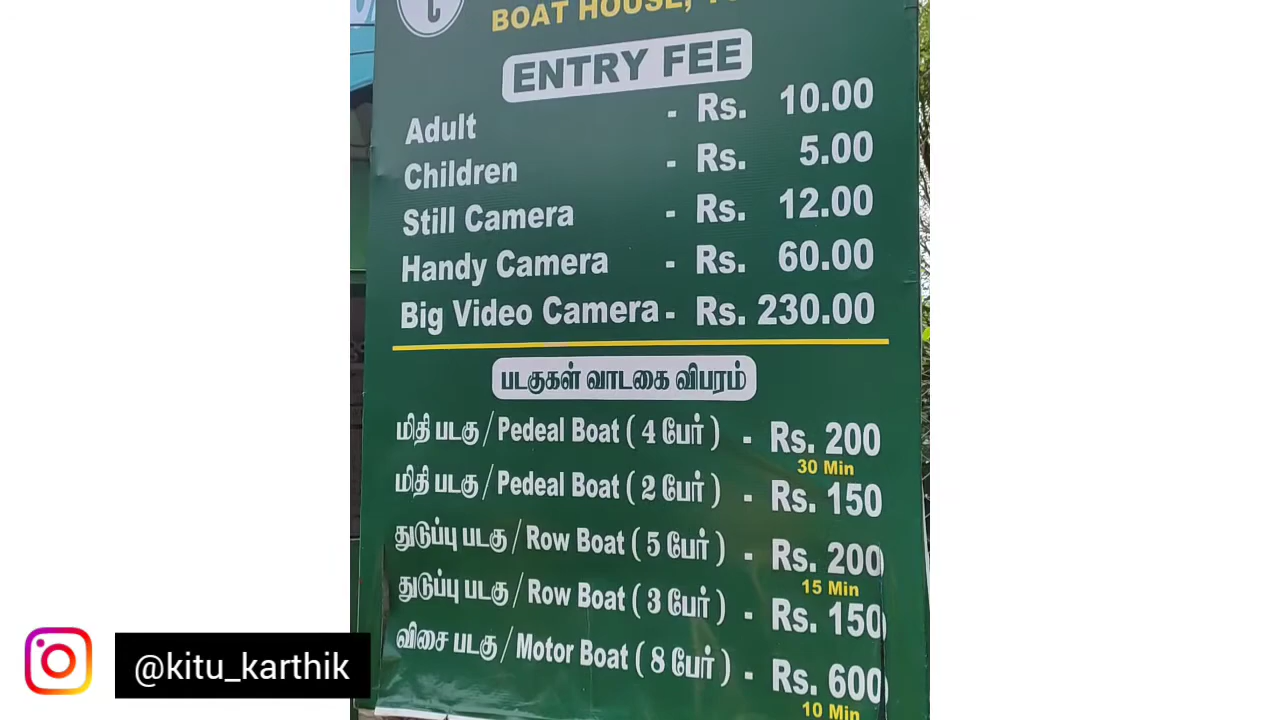 BOAT HOUSE,
ENTRY FEE
Adult - Rs. 10.00
Children - Rs. 5.00
Still Camera - Rs. 12.00
Handy Camera - Rs. 60.00
Big Video Camera - Rs. 230.00
படகுகள் வாடகை விபரம்
மிதி படகு / Pedeal Boat ( 4 பேர் ) - Rs. 200
30 Min
மிதி படகு / Pedeal Boat ( 2 பேர் ) - Rs. 150
துடுப்பு படகு / Row Boat ( 5 பேர் ) - Rs. 200
15 Min
துடுப்பு படகு / Row Boat ( 3 பேர் ) - Rs. 150
விசை படகு / Motor Boat ( 8 பேர் ) - Rs. 600
10 Min
@kitu_karthik